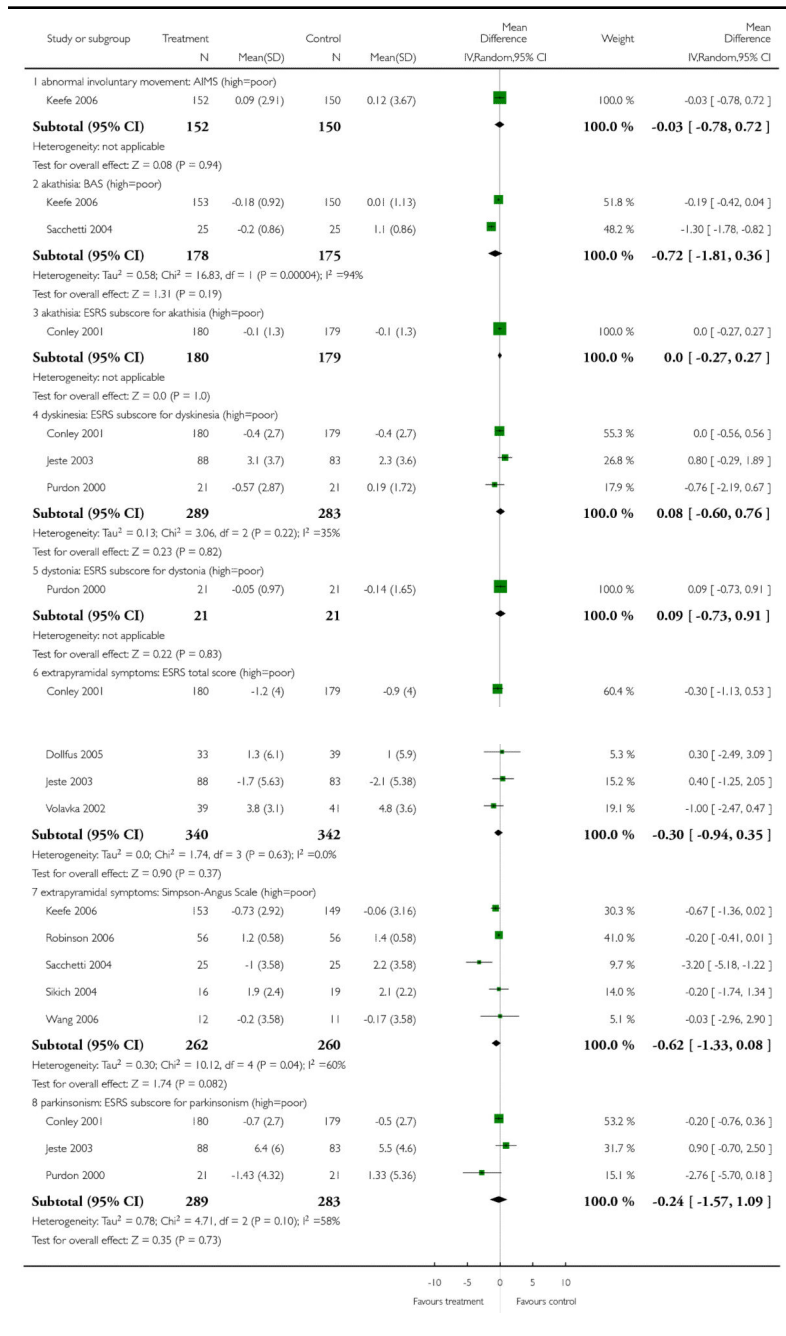 Study or subgroup Treatment Control Mean Difference Weight Mean Difference
N Mean(SD) N Mean(SD) IV,Random,95% CI IV,Random,95% CI
1 abnormal involuntary movement: AIMS (high=poor)
Keefe 2006 152 0.09 (2.91) 150 0.12 (3.67) 100.0 % -0.03 [ -0.78, 0.72 ]
Subtotal (95% CI) 152 150 100.0 % -0.03 [ -0.78, 0.72 ]
Heterogeneity: not applicable
Test for overall effect: Z = 0.08 (P = 0.94)
2 akathisia: BAS (high=poor)
Keefe 2006 153 -0.18 (0.92) 150 0.01 (1.13) 51.8 % -0.19 [ -0.42, 0.04 ]
Sacchetti 2004 25 -0.2 (0.86) 25 1.1 (0.86) 48.2 % -1.30 [ -1.78, -0.82 ]
Subtotal (95% CI) 178 175 100.0 % -0.72 [ -1.81, 0.36 ]
Heterogeneity: Tau² = 0.58; Chi² = 16.83, df = 1 (P = 0.00004); I² =94%
Test for overall effect: Z = 1.31 (P = 0.19)
3 akathisia: ESRS subscore for akathisia (high=poor)
Conley 2001 180 -0.1 (1.3) 179 -0.1 (1.3) 100.0 % 0.0 [ -0.27, 0.27 ]
Subtotal (95% CI) 180 179 100.0 % 0.0 [ -0.27, 0.27 ]
Heterogeneity: not applicable
Test for overall effect: Z = 0.0 (P = 1.0)
4 dyskinesia: ESRS subscore for dyskinesia (high=poor)
Conley 2001 180 -0.4 (2.7) 179 -0.4 (2.7) 55.3 % 0.0 [ -0.56, 0.56 ]
Jeste 2003 88 3.1 (3.7) 83 2.3 (3.6) 26.8 % 0.80 [ -0.29, 1.89 ]
Purdon 2000 21 -0.57 (2.87) 21 0.19 (1.72) 17.9 % -0.76 [ -2.19, 0.67 ]
Subtotal (95% CI) 289 283 100.0 % 0.08 [ -0.60, 0.76 ]
Heterogeneity: Tau² = 0.13; Chi² = 3.06, df = 2 (P = 0.22); I² =35%
Test for overall effect: Z = 0.23 (P = 0.82)
5 dystonia: ESRS subscore for dystonia (high=poor)
Purdon 2000 21 -0.05 (0.97) 21 -0.14 (1.65) 100.0 % 0.09 [ -0.73, 0.91 ]
Subtotal (95% CI) 21 21 100.0 % 0.09 [ -0.73, 0.91 ]
Heterogeneity: not applicable
Test for overall effect: Z = 0.22 (P = 0.83)
6 extrapyramidal symptoms: ESRS total score (high=poor)
Conley 2001 180 -1.2 (4) 179 -0.9 (4) 60.4 % -0.30 [ -1.13, 0.53 ]
Dollfus 2005 33 1.3 (6.1) 39 1 (5.9) 5.3 % 0.30 [ -2.49, 3.09 ]
Jeste 2003 88 -1.7 (5.63) 83 -2.1 (5.38) 15.2 % 0.40 [ -1.25, 2.05 ]
Volavka 2002 39 3.8 (3.1) 41 4.8 (3.6) 19.1 % -1.00 [ -2.47, 0.47 ]
Subtotal (95% CI) 340 342 100.0 % -0.30 [ -0.94, 0.35 ]
Heterogeneity: Tau² = 0.0; Chi² = 1.74, df = 3 (P = 0.63); I² =0.0%
Test for overall effect: Z = 0.90 (P = 0.37)
7 extrapyramidal symptoms: Simpson-Angus Scale (high=poor)
Keefe 2006 153 -0.73 (2.92) 149 -0.06 (3.16) 30.3 % -0.67 [ -1.36, 0.02 ]
Robinson 2006 56 1.2 (0.58) 56 1.4 (0.58) 41.0 % -0.20 [ -0.41, 0.01 ]
Sacchetti 2004 25 -1 (3.58) 25 2.2 (3.58) 9.7 % -3.20 [ -5.18, -1.22 ]
Sikich 2004 16 1.9 (2.4) 19 2.1 (2.2) 14.0 % -0.20 [ -1.74, 1.34 ]
Wang 2006 12 -0.2 (3.58) 11 -0.17 (3.58) 5.1 % -0.03 [ -2.96, 2.90 ]
Subtotal (95% CI) 262 260 100.0 % -0.62 [ -1.33, 0.08 ]
Heterogeneity: Tau² = 0.30; Chi² = 10.12, df = 4 (P = 0.04); I² =60%
Test for overall effect: Z = 1.74 (P = 0.082)
8 parkinsonism: ESRS subscore for parkinsonism (high=poor)
Conley 2001 180 -0.7 (2.7) 179 -0.5 (2.7) 53.2 % -0.20 [ -0.76, 0.36 ]
Jeste 2003 88 6.4 (6) 83 5.5 (4.6) 31.7 % 0.90 [ -0.70, 2.50 ]
Purdon 2000 21 -1.43 (4.32) 21 1.33 (5.36) 15.1 % -2.76 [ -5.70, 0.18 ]
Subtotal (95% CI) 289 283 100.0 % -0.24 [ -1.57, 1.09 ]
Heterogeneity: Tau² = 0.78; Chi² = 4.71, df = 2 (P = 0.10); I² =58%
Test for overall effect: Z = 0.35 (P = 0.73)
-10 -5 0 5 10
Favours treatment Favours control